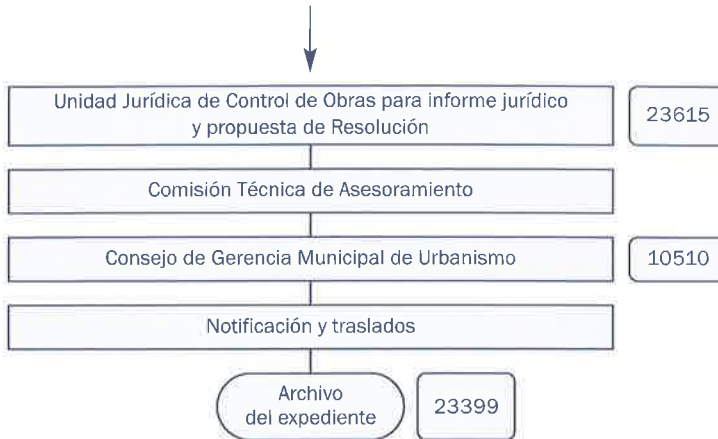 Unidad Jurídica de Control de Obras para informe jurídico
y propuesta de Resolución
23615
Comisión Técnica de Asesoramiento
Consejo de Gerencia Municipal de Urbanismo
10510
Notificación y traslados
Archivo
del expediente
23399